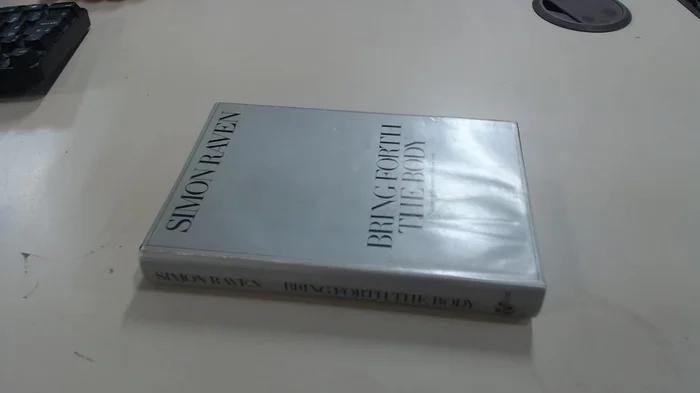 SIMON RAVEN
BRING FORTH
THE BODY
SIMON RAVEN BRING FORTH THE BODY